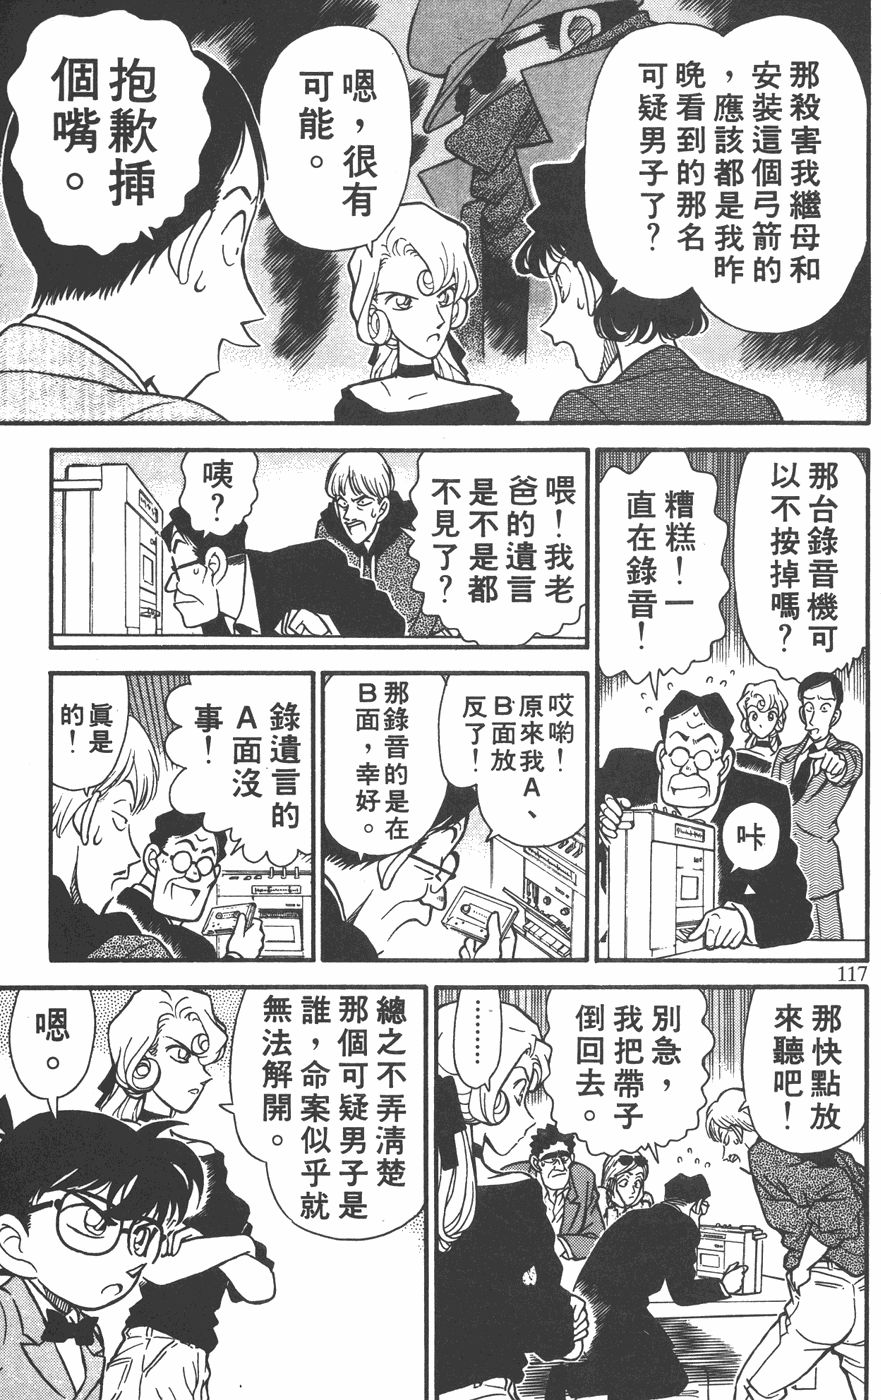 那殺害我繼母和
安裝這個弓箭的
，應該都是我昨
晚看到的那名
可疑男子了？
嗯，很有
可能。
抱歉揷
個嘴。
那台錄音機可
以不按掉嗎？
糟糕！一
直在錄音！
咔
喂！我老
爸的遺言
是不是都
不見了？
咦？
哎喲！
原來我A、
B面放
反了！
那錄音的是在
B面，幸好。
錄遺言的
A面沒
事！
眞是
的！
117
那快點放
來聽吧！
別急，
我把帶子
倒回去。
………
總之不弄淸楚
那個可疑男子是
誰，命案似乎就
無法解開。
嗯。